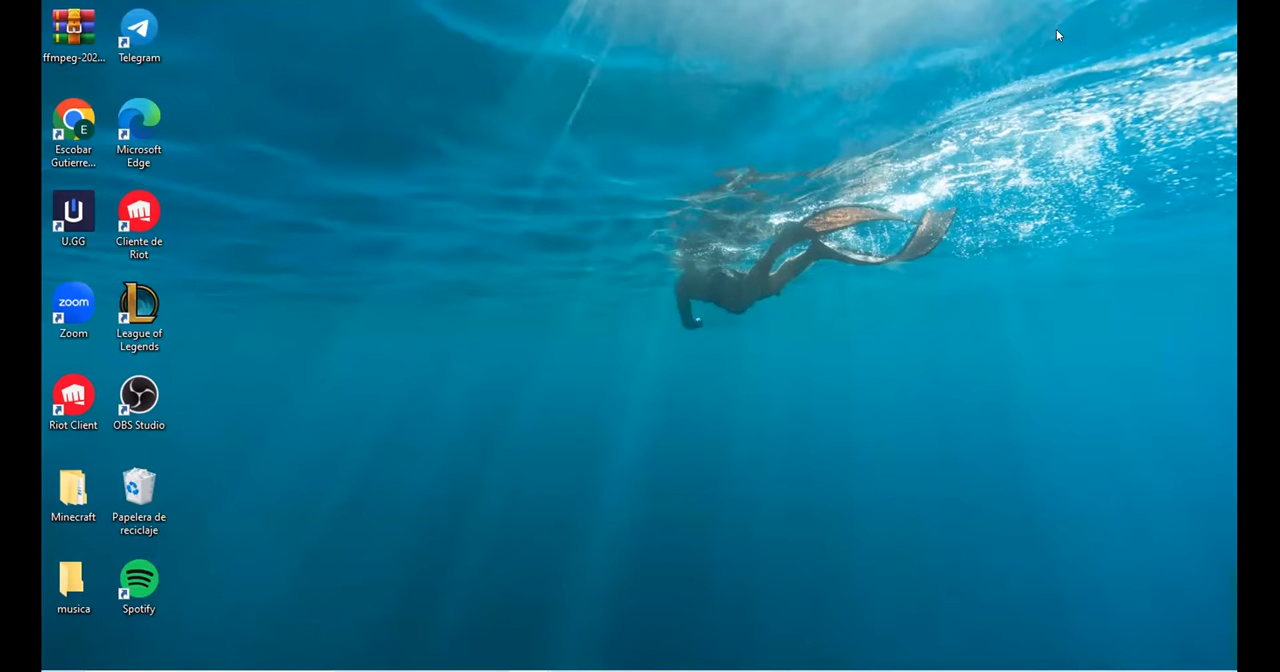 ffmpeg-202...
Telegram
E
Escobar
Gutierre...
Microsoft
Edge
U
U.GG
Cliente de
Riot
zoom
Zoom
L
League of
Legends
Riot Client
OBS Studio
Minecraft
Papelera de
reciclaje
musica
Spotify